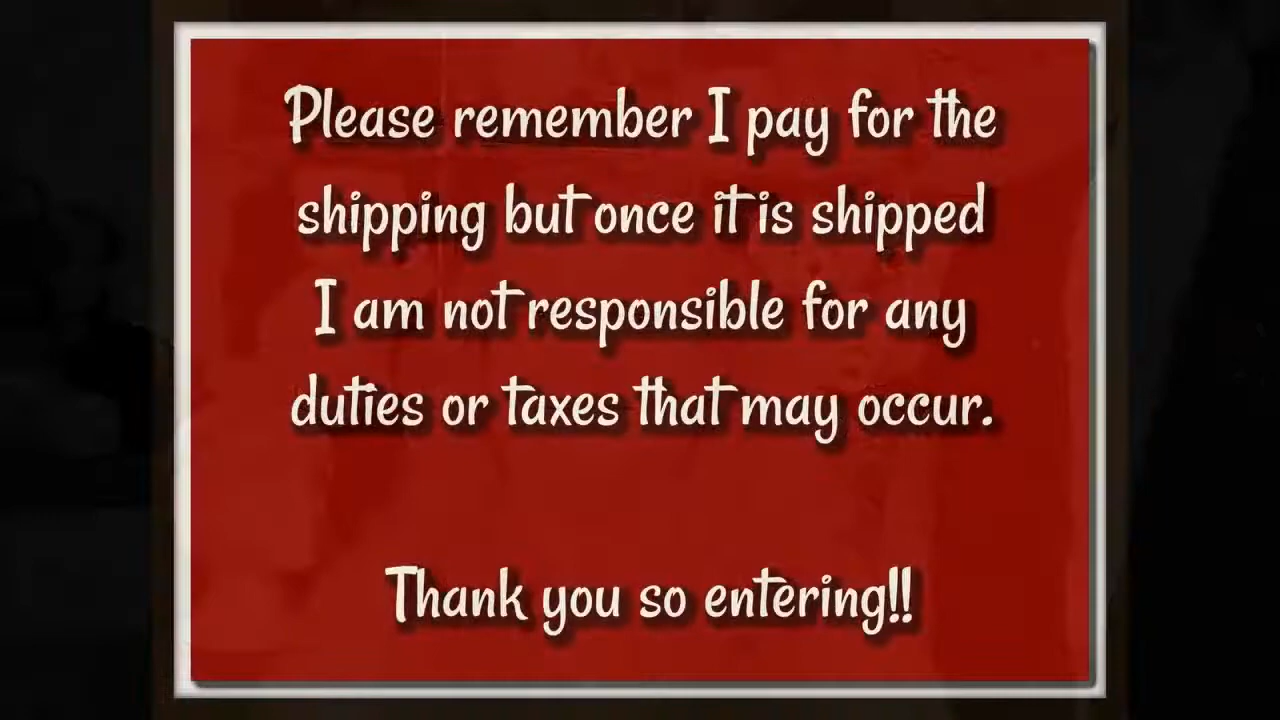 Please remember I pay for the
shipping but once it is shipped
I am not responsible for any
duties or taxes that may occur.
Thank you so entering!!